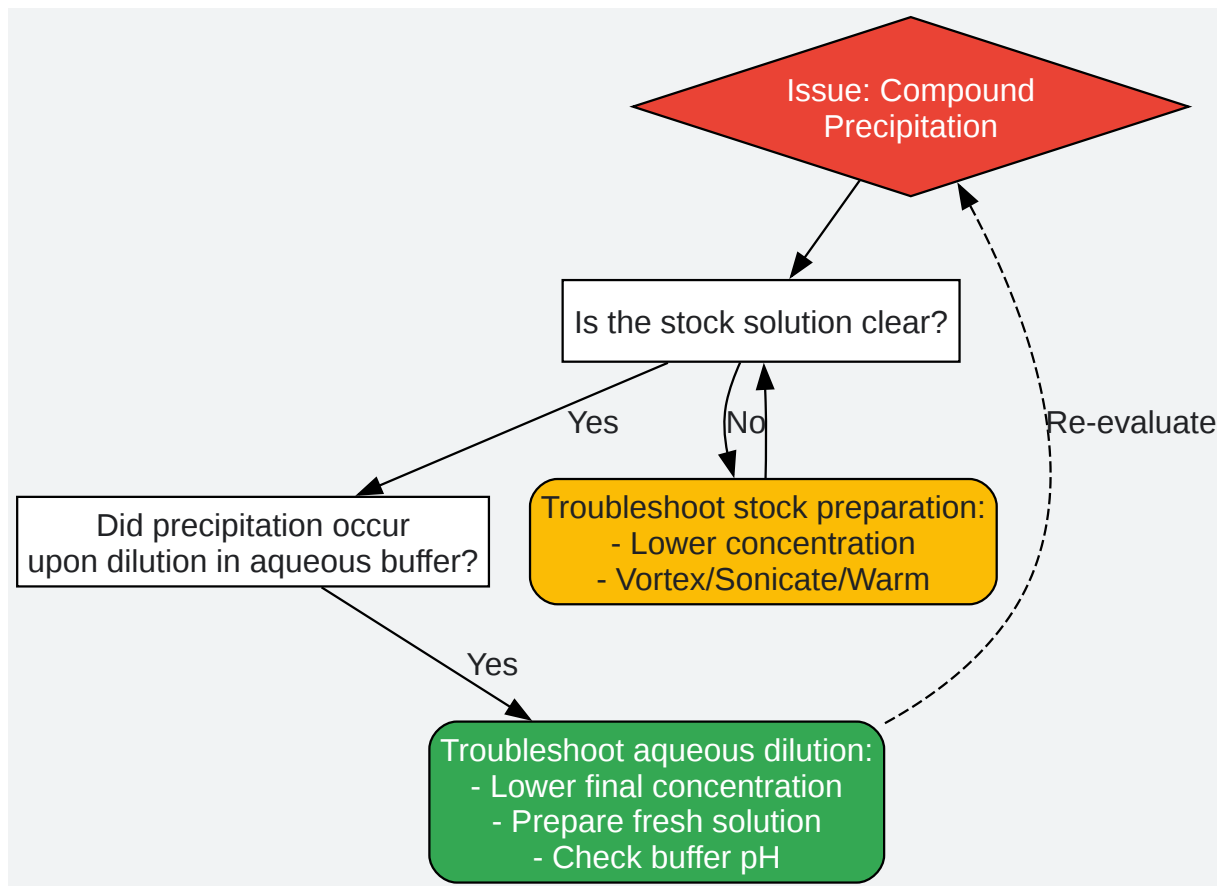 Issue: Compound
Precipitation
Is the stock solution clear?
Yes
No
Re-evaluate
Did precipitation occur
upon dilution in aqueous buffer?
Troubleshoot stock preparation:
- Lower concentration
- Vortex/Sonicate/Warm
Yes
Troubleshoot aqueous dilution:
- Lower final concentration
- Prepare fresh solution
- Check buffer pH